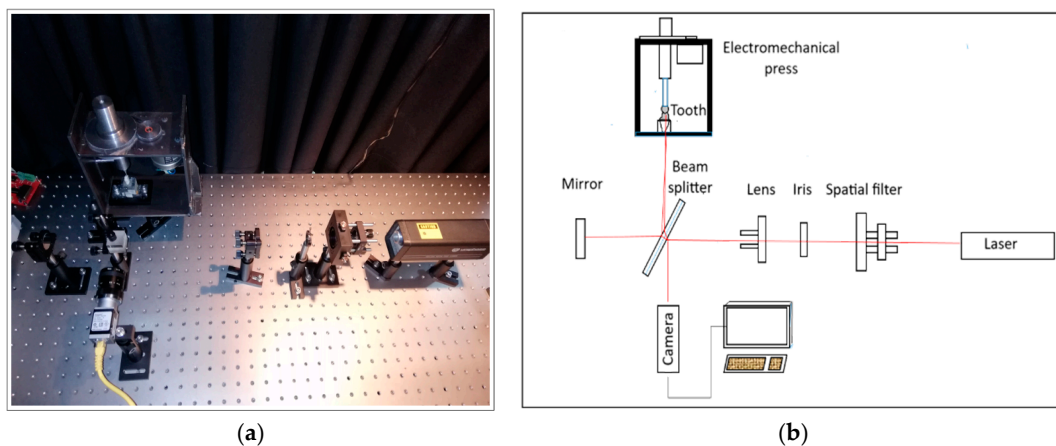 Electromechanical
press
Tooth
Beam
splitter
Mirror
Lens
Iris
Spatial filter
Laser
Camera
(a)
(b)